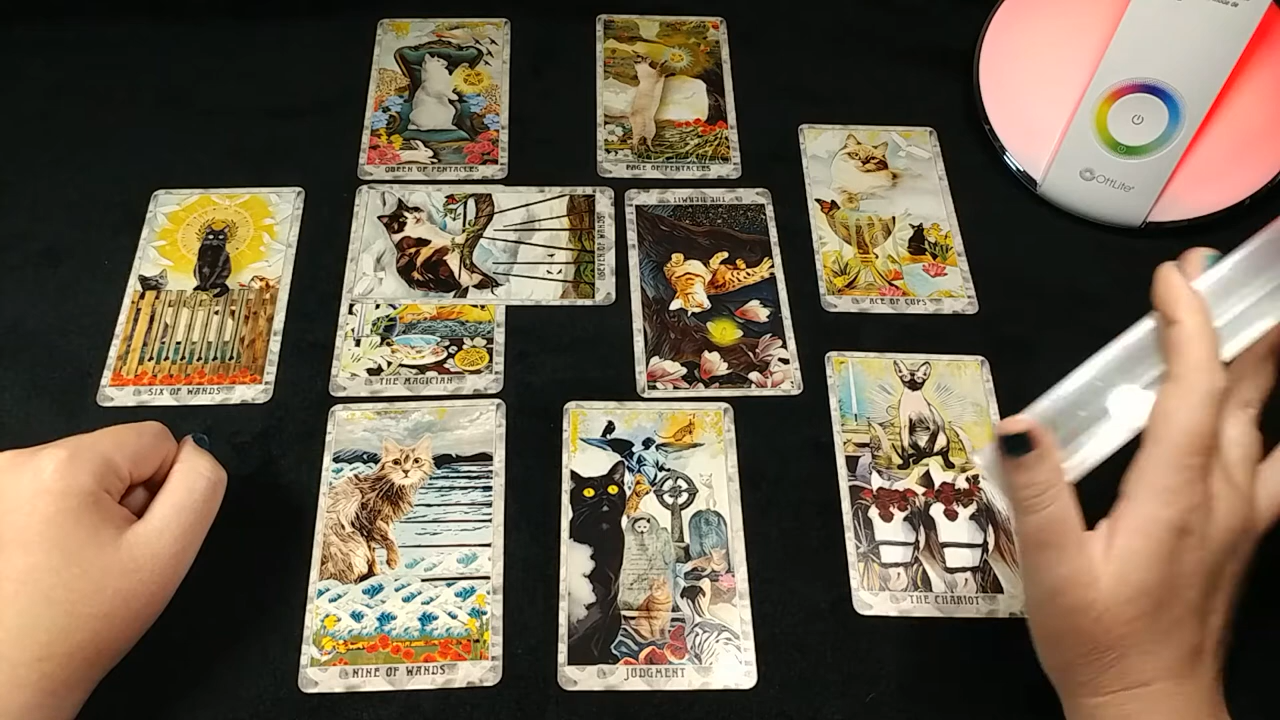 QUEEN OF PENTACLES
PAGE OF PENTACLES
ACE OF CUPS
THE HERMIT
SEVEN OF WANDS
SIX OF WANDS
THE MAGICIAN
THE CHARIOT
NINE OF WANDS
JUDGMENT
OttLite